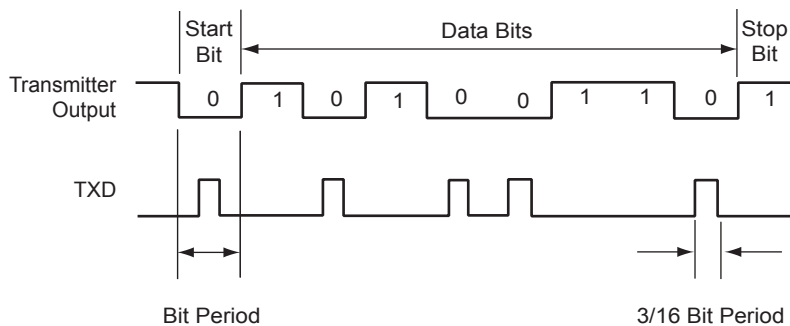 Start
Bit
Data Bits
Stop
Bit
Transmitter
Output
0 1 0 1 0 0 1 1 0 1
TXD
Bit Period
3/16 Bit Period